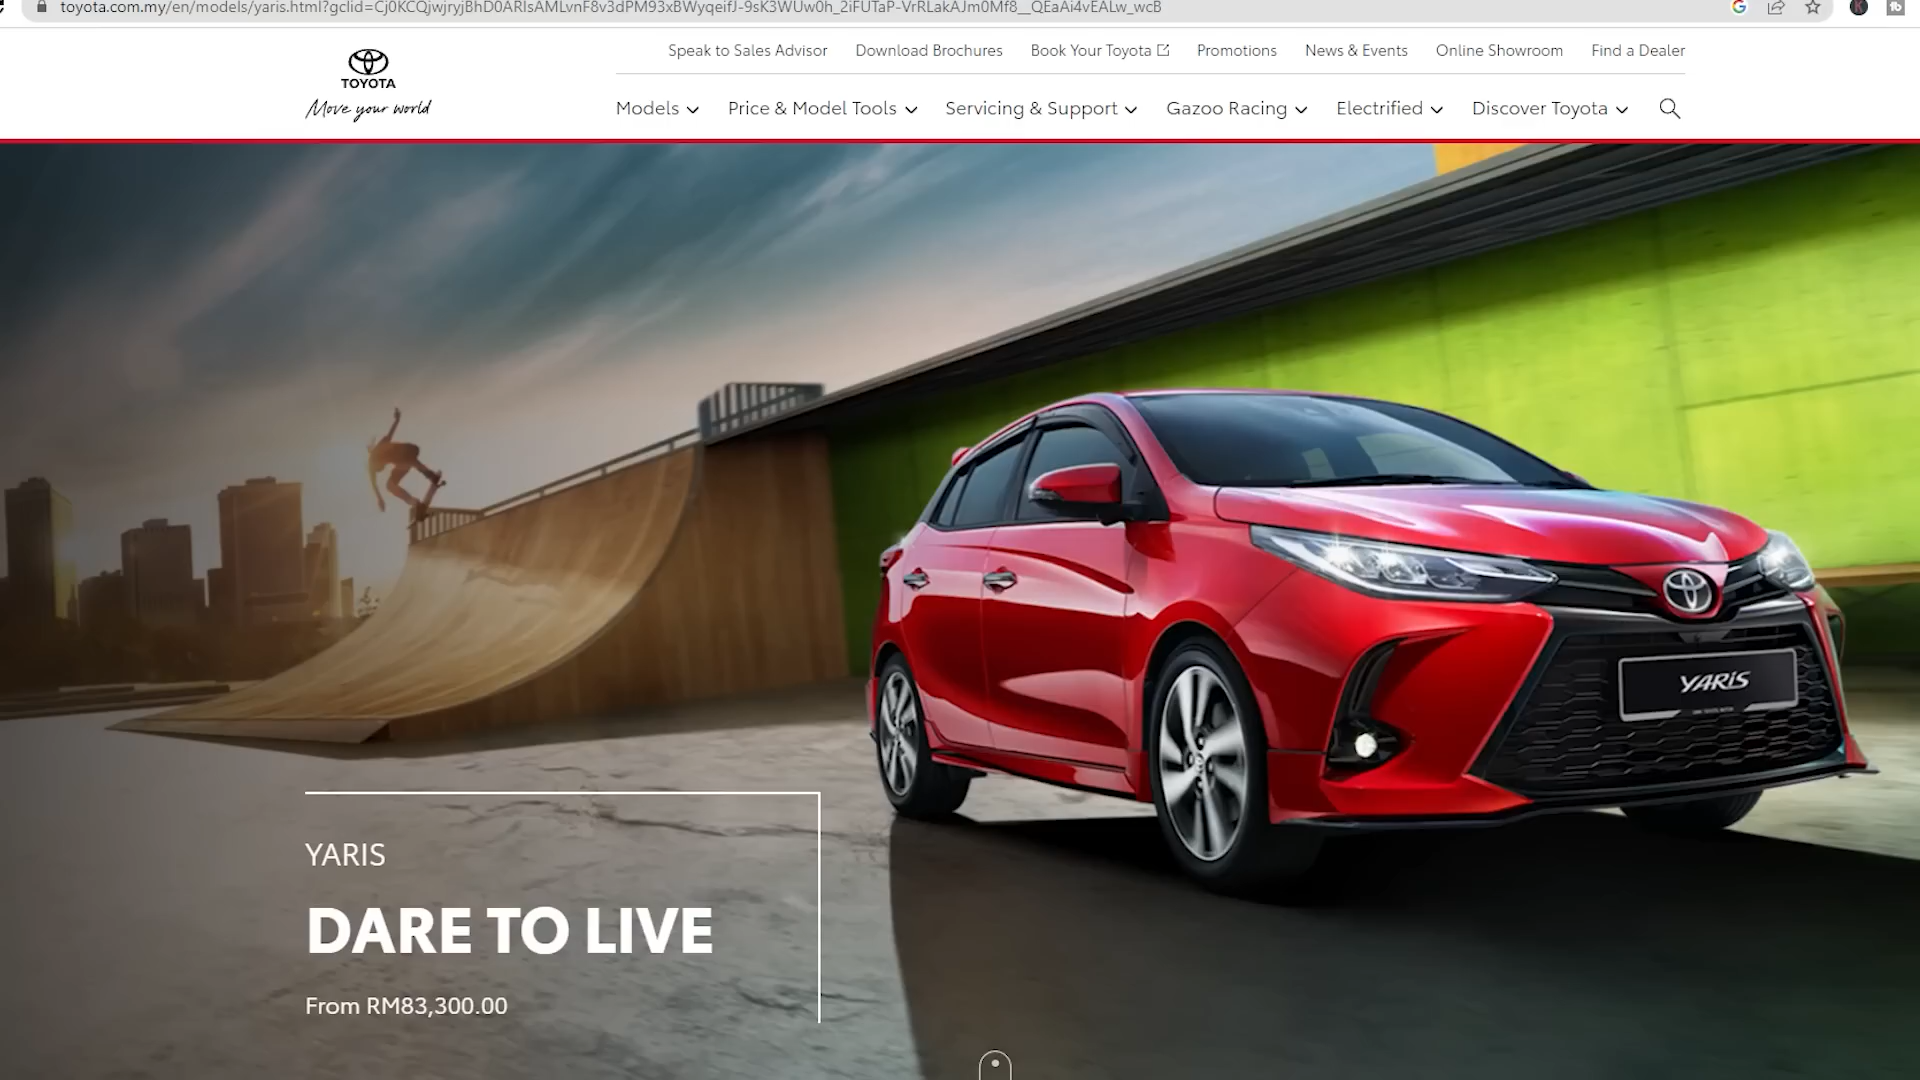 toyota.com.my/en/models/yaris.html?gclid=Cj0KCQjwjryjBhD0ARIsAMLvnF8v3dPM93xBWyqeifJ-9sK3WUw0h_2iFUTaP-VrRLakAJm0Mf8__QEaAi4vEALw_wcB
Speak to Sales Advisor Download Brochures Book Your Toyota Promotions News & Events Online Showroom Find a Dealer
TOYOTA
Move your world
Models Price & Model Tools Servicing & Support Gazoo Racing Electrified Discover Toyota
YARIS
YARIS
DARE TO LIVE
From RM83,300.00